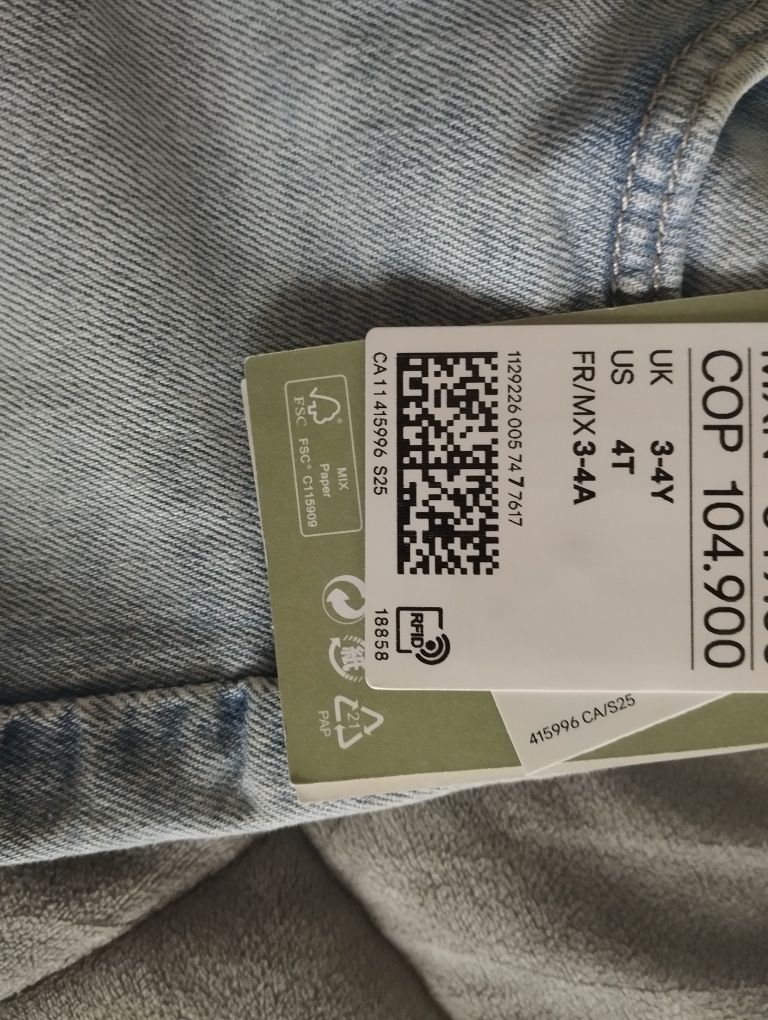 COP 104.900
UK 3-4Y
US 4T
FR/MX 3-4A
1129226 005 74 7 7617
CA 11 415996 S25
18858
RFID
415996 CA/S25
FSC
MIX
Paper
FSC® C115909
紙
21
PAP